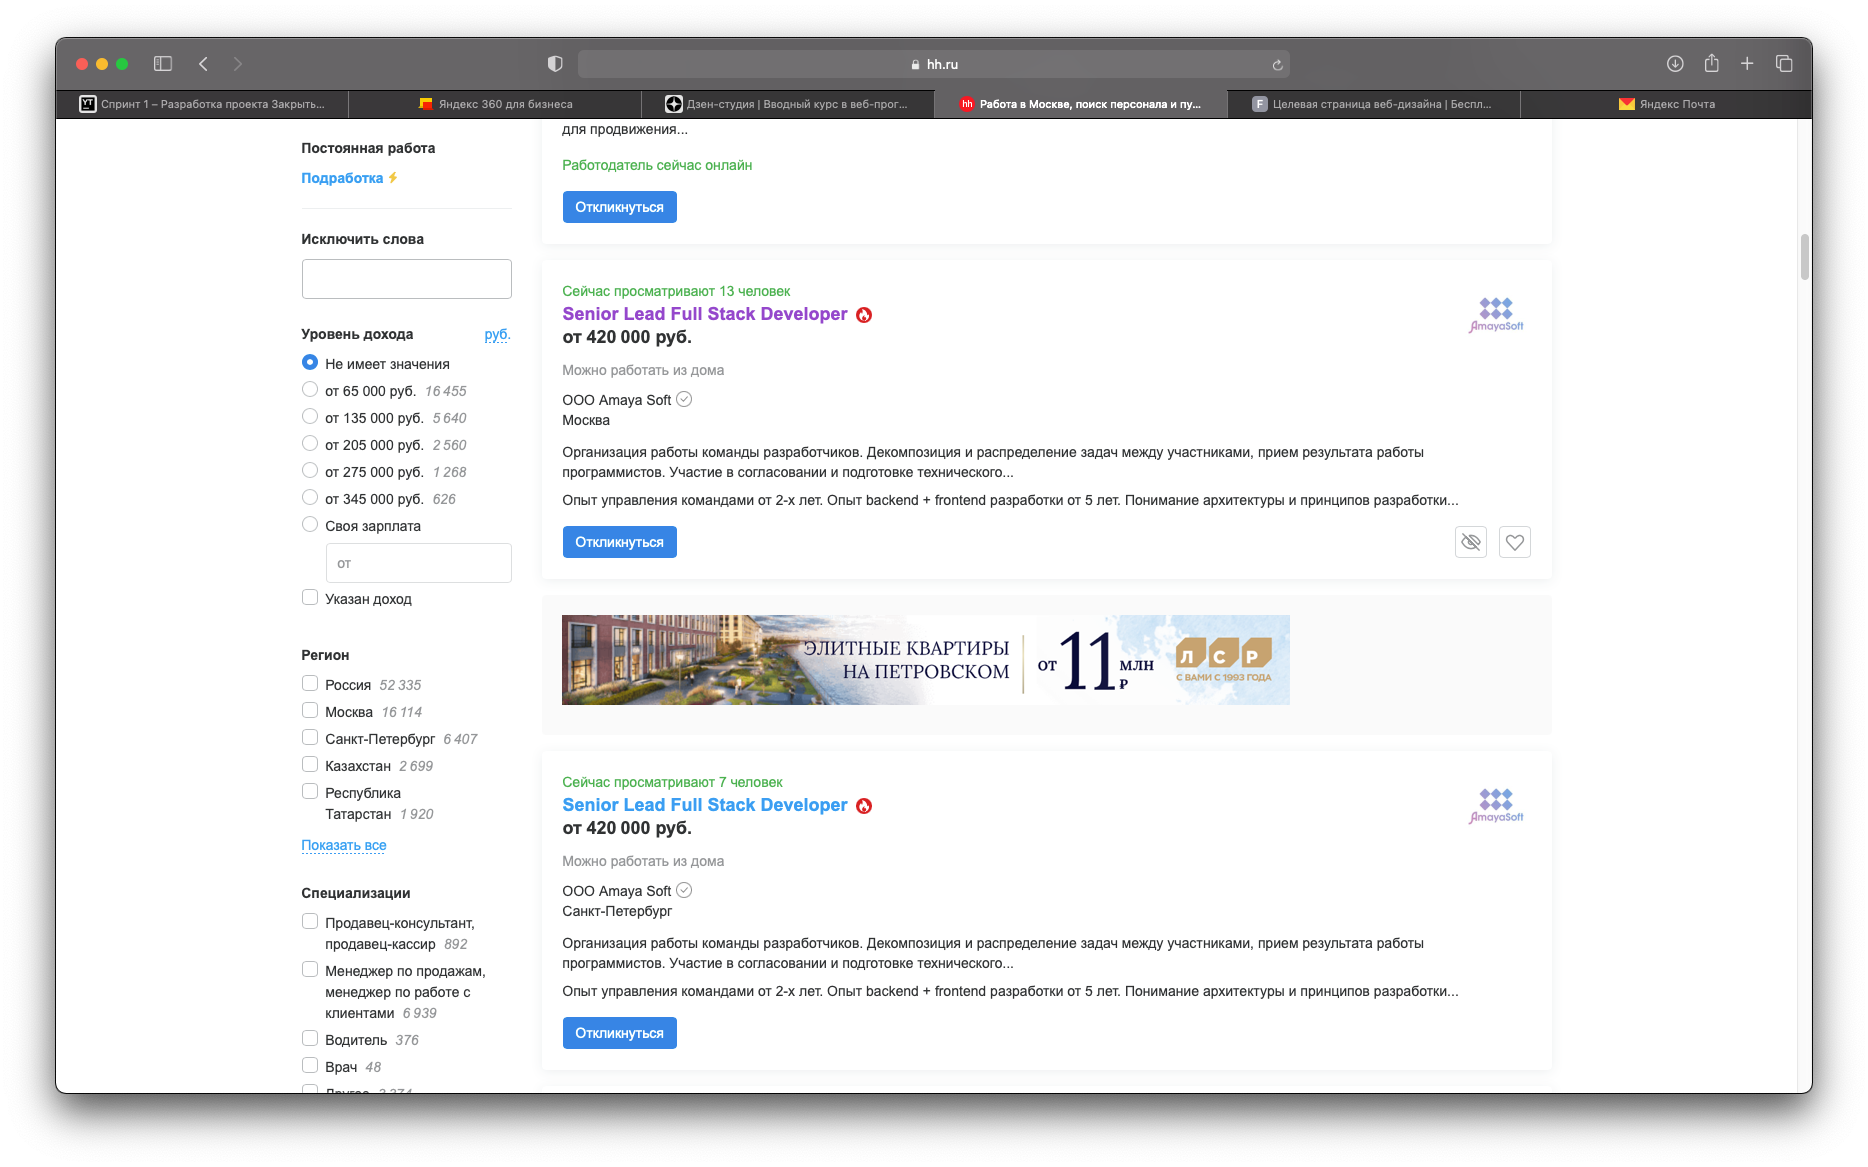 hh.ru
Спринт 1 – Разработка проекта Закрыть...
Яндекс 360 для бизнеса
Дзен-студия | Вводный курс в веб-прог...
hh Работа в Москве, поиск персонала и пу...
F Целевая страница веб-дизайна | Беспл...
Яндекс Почта
Постоянная работа
Подработка
Исключить слова
Уровень дохода руб.
Не имеет значения
от 65 000 руб. 16 455
от 135 000 руб. 5 640
от 205 000 руб. 2 560
от 275 000 руб. 1 268
от 345 000 руб. 626
Своя зарплата
от
Указан доход
Регион
Россия 52 335
Москва 16 114
Санкт-Петербург 6 407
Казахстан 2 699
Республика
Татарстан 1 920
Показать все
Специализации
Продавец-консультант,
продавец-кассир 892
Менеджер по продажам,
менеджер по работе с
клиентами 6 939
Водитель 376
Врач 48
для продвижения...
Работодатель сейчас онлайн
Откликнуться
Сейчас просматривают 13 человек
Senior Lead Full Stack Developer
от 420 000 руб.
AmayaSoft
Можно работать из дома
ООО Amaya Soft
Москва
Организация работы команды разработчиков. Декомпозиция и распределение задач между участниками, прием результата работы
программистов. Участие в согласовании и подготовке технического...
Опыт управления командами от 2-х лет. Опыт backend + frontend разработки от 5 лет. Понимание архитектуры и принципов разработки...
Откликнуться
ЭЛИТНЫЕ КВАРТИРЫ
НА ПЕТРОВСКОМ
от 11 млн ₽
ЛСР
С ВАМИ С 1993 ГОДА
Сейчас просматривают 7 человек
Senior Lead Full Stack Developer
от 420 000 руб.
AmayaSoft
Можно работать из дома
ООО Amaya Soft
Санкт-Петербург
Организация работы команды разработчиков. Декомпозиция и распределение задач между участниками, прием результата работы
программистов. Участие в согласовании и подготовке технического...
Опыт управления командами от 2-х лет. Опыт backend + frontend разработки от 5 лет. Понимание архитектуры и принципов разработки...
Откликнуться